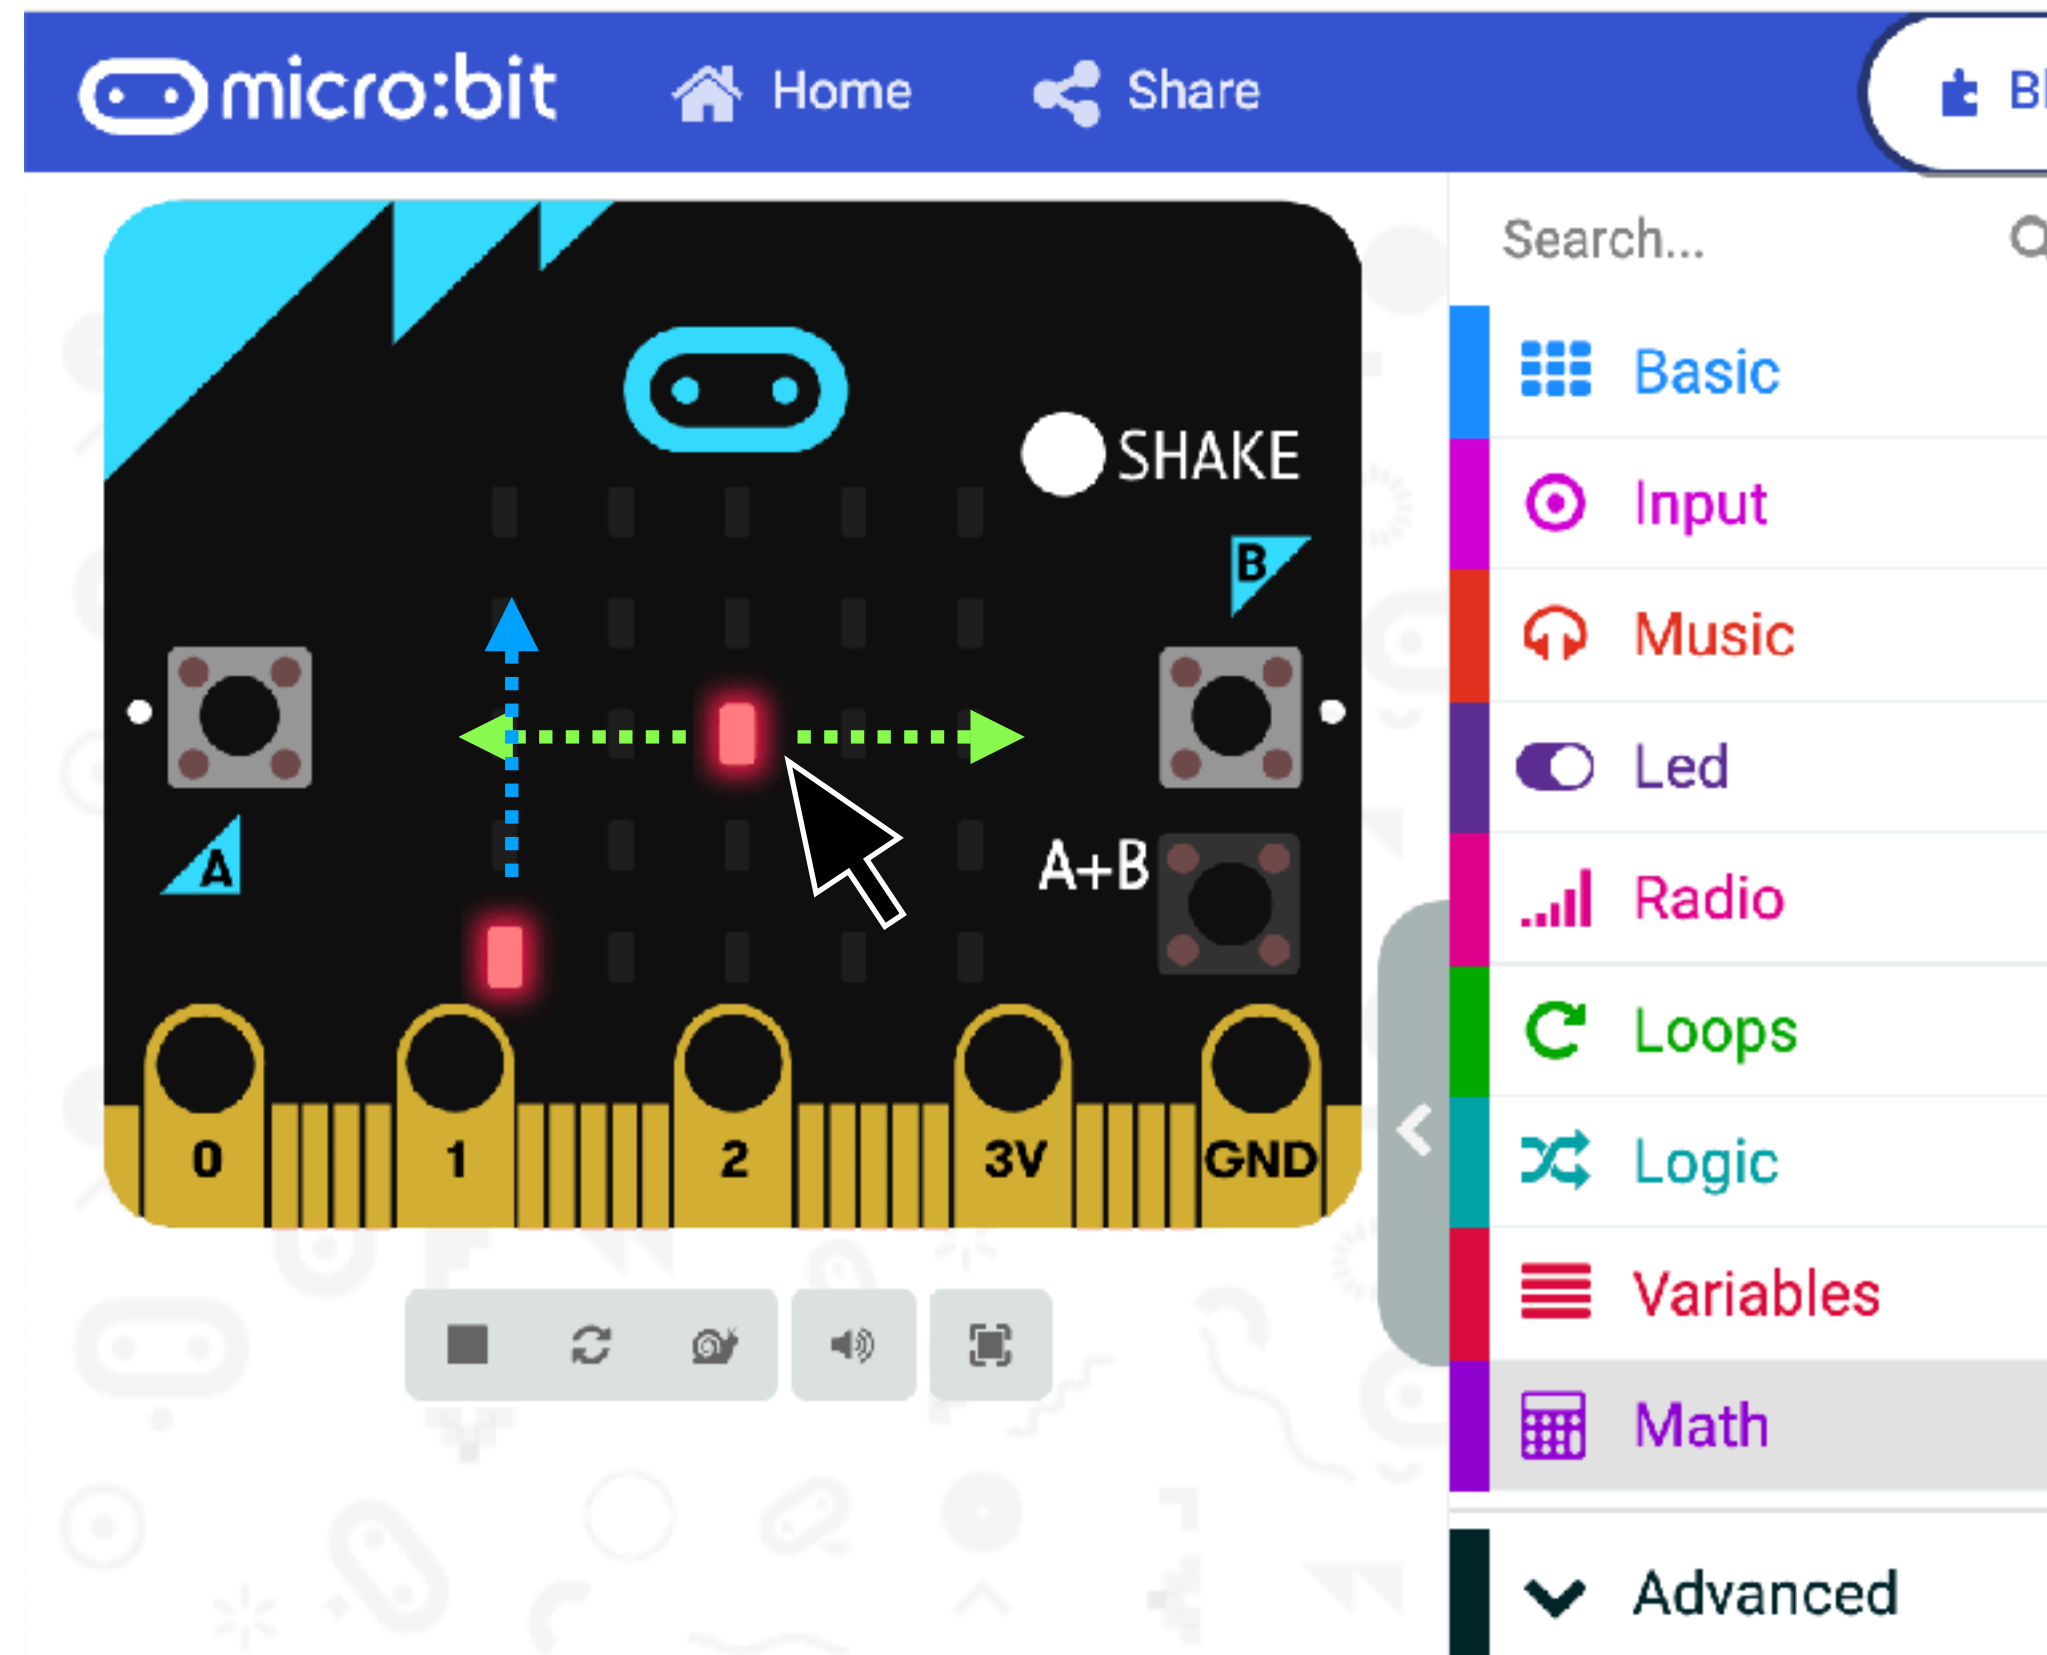 micro:bit Home Share
Search...
Basic
Input
Music
Led
Radio
Loops
Logic
Variables
Math
Advanced
SHAKE
B
A
A+B
0 1 2 3V GND